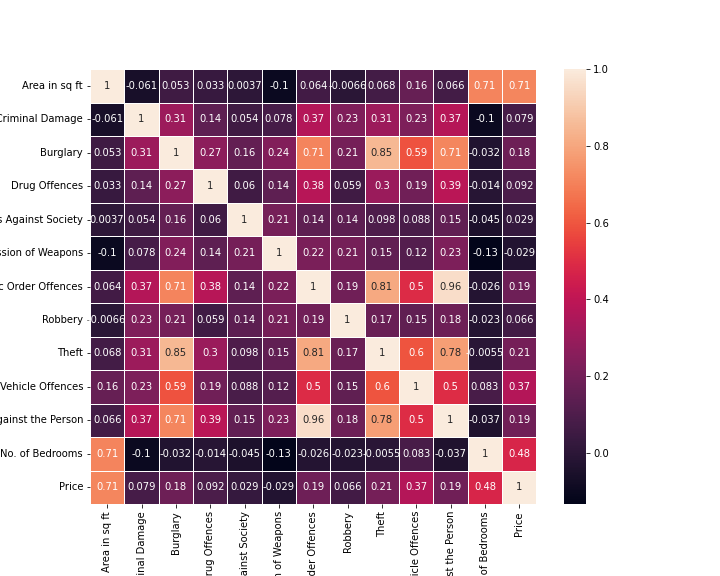 Area in sq ft 1 -0.061 0.053 0.033 0.0037 -0.1 0.064 -0.0066 0.068 0.16 0.066 0.71 0.71
Criminal Damage -0.061 1 0.31 0.14 0.054 0.078 0.37 0.23 0.31 0.23 0.37 -0.1 0.079
Burglary 0.053 0.31 1 0.27 0.16 0.24 0.71 0.21 0.85 0.59 0.71 -0.032 0.18
Drug Offences 0.033 0.14 0.27 1 0.06 0.14 0.38 0.059 0.3 0.19 0.39 -0.014 0.092
s Against Society 0.0037 0.054 0.16 0.06 1 0.21 0.14 0.14 0.098 0.088 0.15 -0.045 0.029
ssion of Weapons -0.1 0.078 0.24 0.14 0.21 1 0.22 0.21 0.15 0.12 0.23 -0.13 -0.029
c Order Offences 0.064 0.37 0.71 0.38 0.14 0.22 1 0.19 0.81 0.5 0.96 -0.026 0.19
Robbery -0.0066 0.23 0.21 0.059 0.14 0.21 0.19 1 0.17 0.15 0.18 -0.023 0.066
Theft 0.068 0.31 0.85 0.3 0.098 0.15 0.81 0.17 1 0.6 0.78 -0.0055 0.21
Vehicle Offences 0.16 0.23 0.59 0.19 0.088 0.12 0.5 0.15 0.6 1 0.5 0.083 0.37
gainst the Person 0.066 0.37 0.71 0.39 0.15 0.23 0.96 0.18 0.78 0.5 1 -0.037 0.19
No. of Bedrooms 0.71 -0.1 -0.032 -0.014 -0.045 -0.13 -0.026 -0.023 -0.0055 0.083 -0.037 1 0.48
Price 0.71 0.079 0.18 0.092 0.029 -0.029 0.19 0.066 0.21 0.37 0.19 0.48 1
Area in sq ft
inal Damage
Burglary
rug Offences
ainst Society
n of Weapons
der Offences
Robbery
Theft
icle Offences
st the Person
of Bedrooms
Price
1.0
0.8
0.6
0.4
0.2
0.0